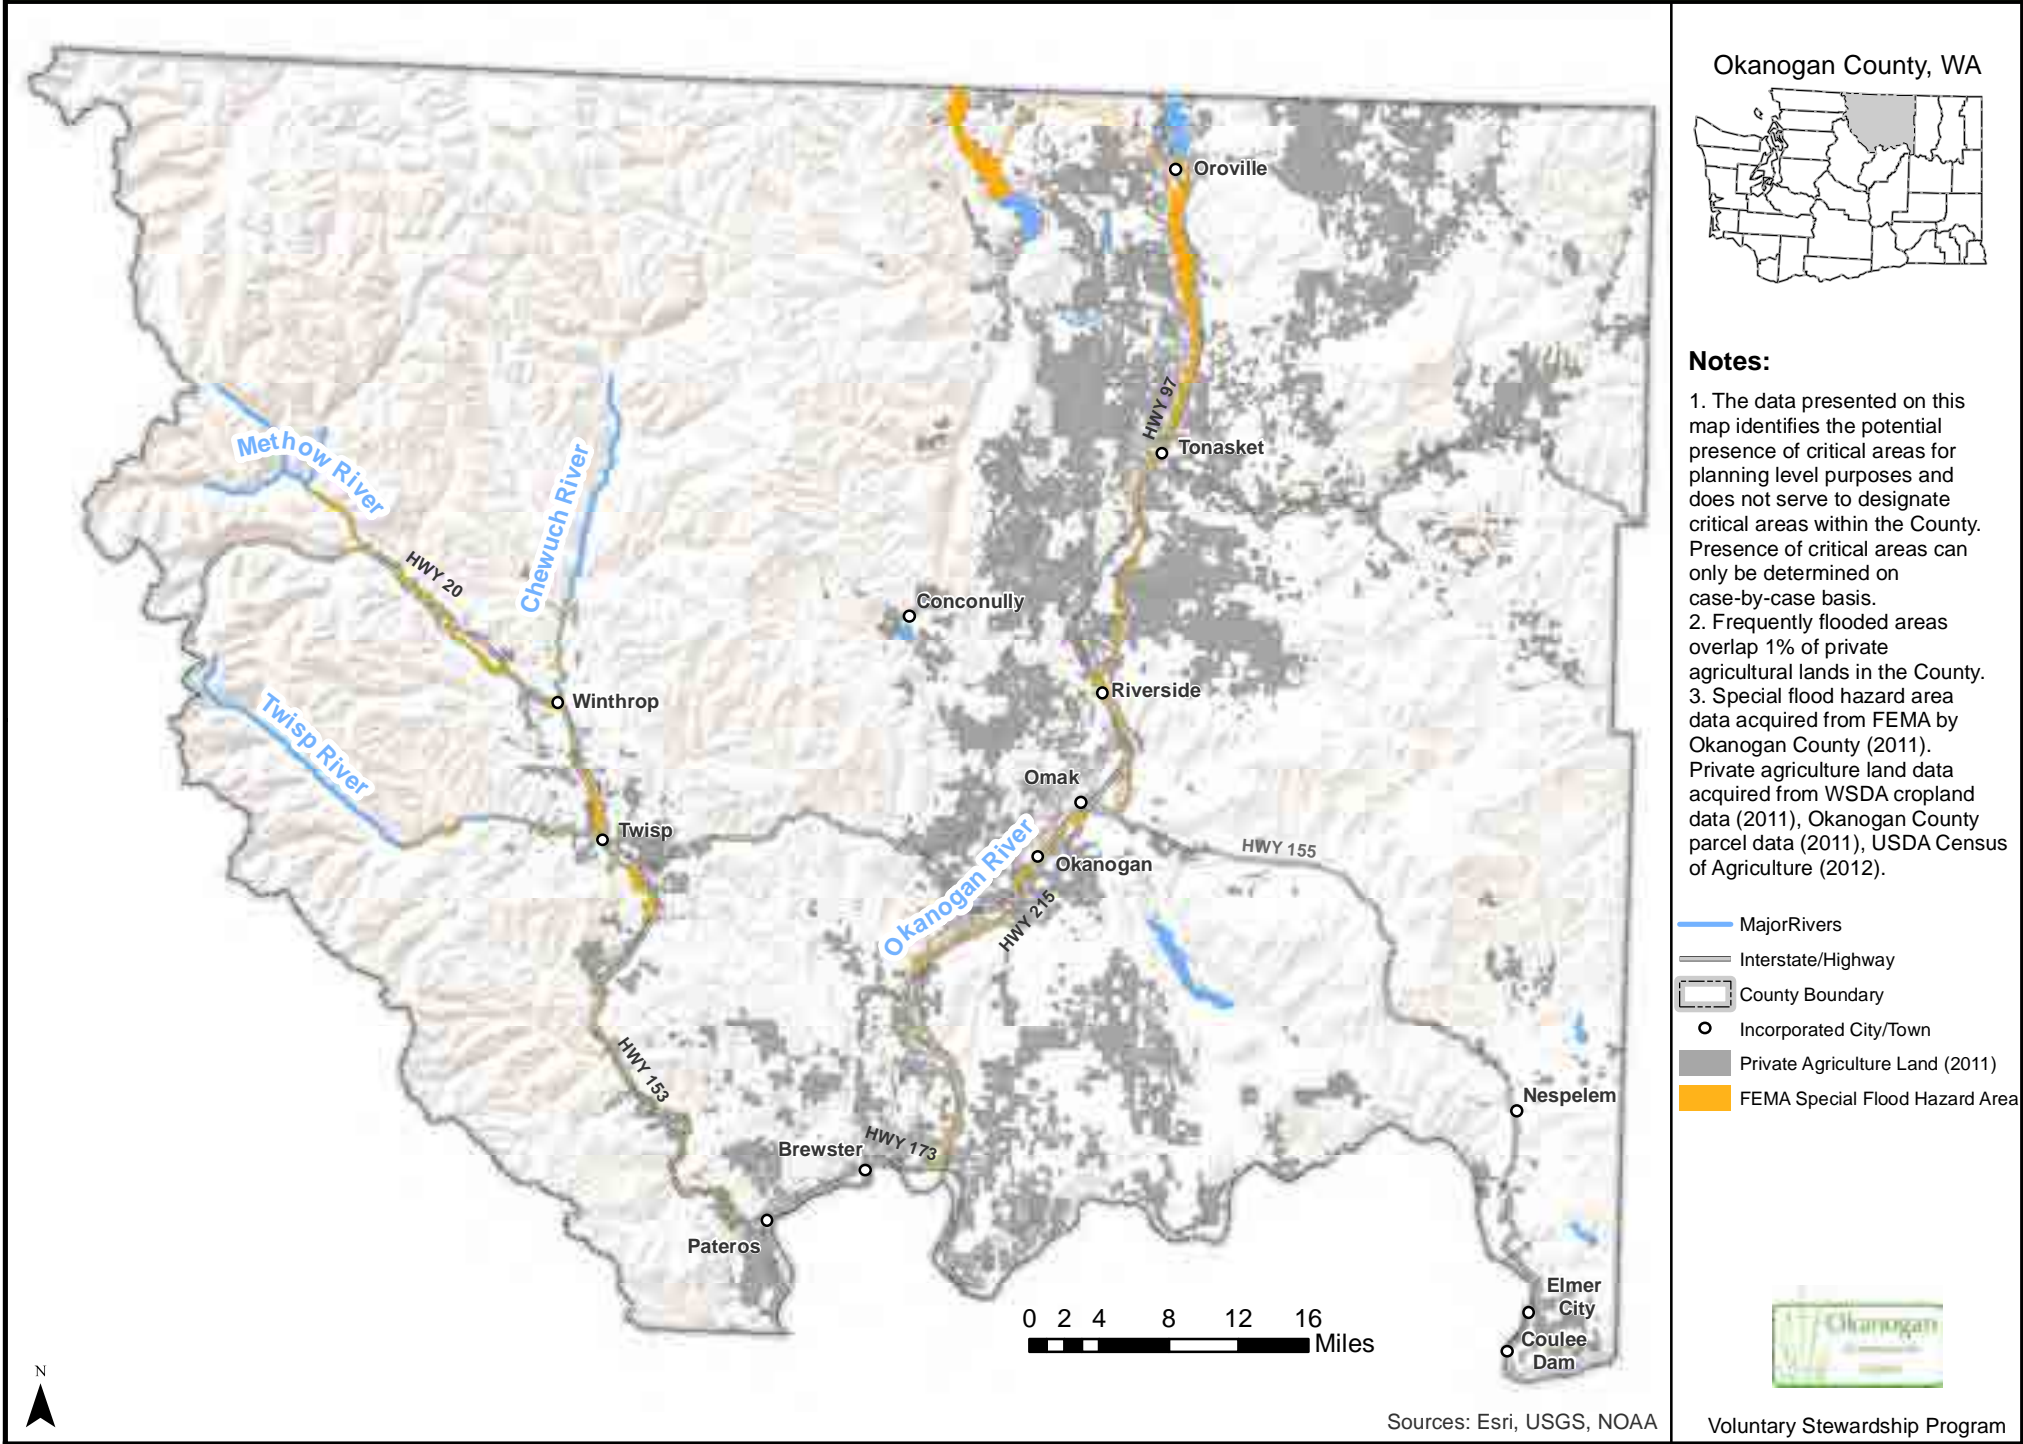 Okanogan County, WA
Oroville
HWY 97
Tonasket
Methow River
Chewuch River
HWY 20
Conconully
Winthrop
Riverside
Twisp River
Omak
Twisp
Okanogan River
Okanogan
HWY 155
HWY 215
HWY 153
Nespelem
Brewster
HWY 173
Pateros
Elmer
City
Coulee
Dam
0 2 4 8 12 16
Miles
N
Sources: Esri, USGS, NOAA
Notes:
1. The data presented on this
map identifies the potential
presence of critical areas for
planning level purposes and
does not serve to designate
critical areas within the County.
Presence of critical areas can
only be determined on
case-by-case basis.
2. Frequently flooded areas
overlap 1% of private
agricultural lands in the County.
3. Special flood hazard area
data acquired from FEMA by
Okanogan County (2011).
Private agriculture land data
acquired from WSDA cropland
data (2011), Okanogan County
parcel data (2011), USDA Census
of Agriculture (2012).
MajorRivers
Interstate/Highway
County Boundary
Incorporated City/Town
Private Agriculture Land (2011)
FEMA Special Flood Hazard Area
Okanogan
Voluntary Stewardship Program